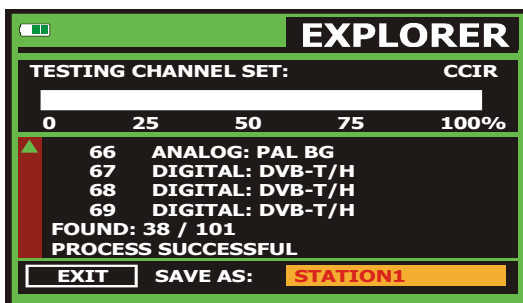 EXPLORER
TESTING CHANNEL SET: CCIR
0 25 50 75 100%
66 ANALOG: PAL BG
67 DIGITAL: DVB-T/H
68 DIGITAL: DVB-T/H
69 DIGITAL: DVB-T/H
FOUND: 38 / 101
PROCESS SUCCESSFUL
EXIT SAVE AS: STATION1